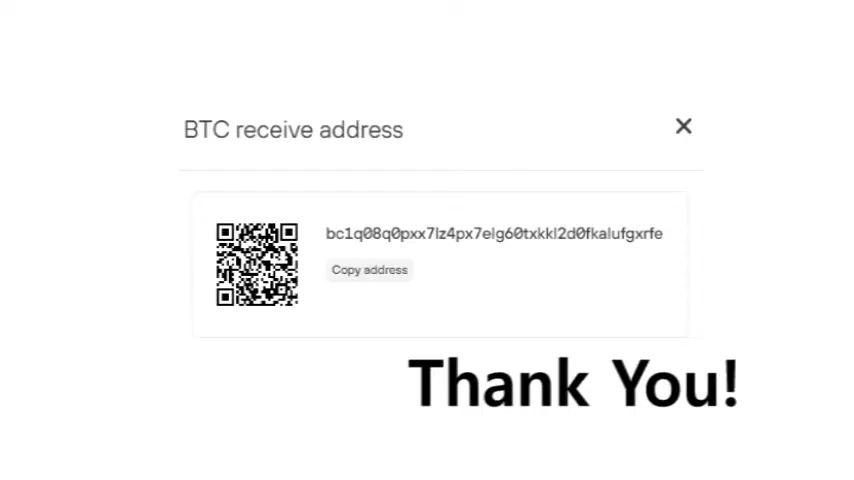 BTC receive address
bc1q08q0pxx7lz4px7elg60txkkl2d0fkalufgxrfe
Copy address
Thank You!